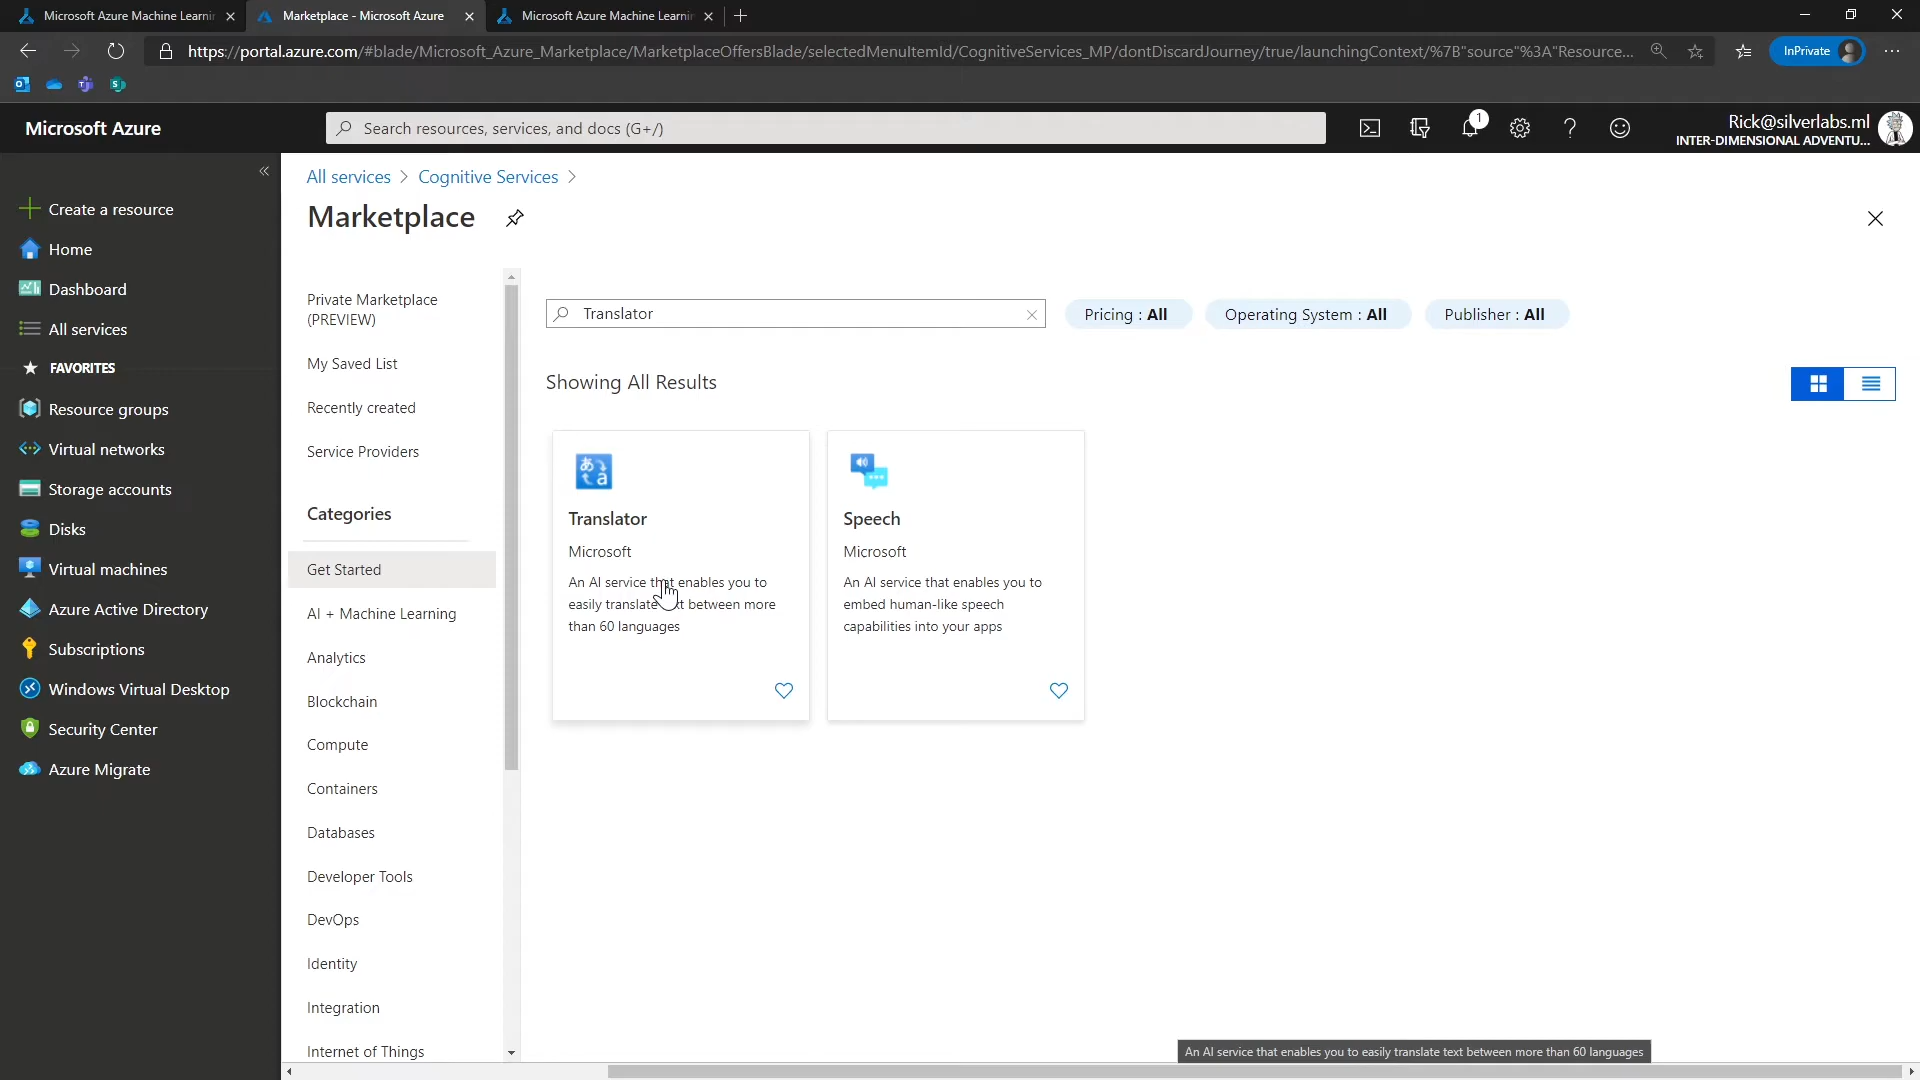 Microsoft Azure Machine Learnin
Marketplace - Microsoft Azure
Microsoft Azure Machine Learnin
https://portal.azure.com/#blade/Microsoft_Azure_Marketplace/MarketplaceOffersBlade/selectedMenuItemId/CognitiveServices_MP/dontDiscardJourney/true/launchingContext/%7B"source"%3A"Resource...
InPrivate
Microsoft Azure
Search resources, services, and docs (G+/)
1
Rick@silverlabs.ml
INTER-DIMENSIONAL ADVENTU...
Create a resource
Home
Dashboard
All services
FAVORITES
Resource groups
Virtual networks
Storage accounts
Disks
Virtual machines
Azure Active Directory
Subscriptions
Windows Virtual Desktop
Security Center
Azure Migrate
All services > Cognitive Services >
Marketplace
Private Marketplace
(PREVIEW)
My Saved List
Recently created
Service Providers
Categories
Get Started
AI + Machine Learning
Analytics
Blockchain
Compute
Containers
Databases
Developer Tools
DevOps
Identity
Integration
Internet of Things
Translator
Pricing : All
Operating System : All
Publisher : All
Showing All Results
あ
a
Translator
Microsoft
An AI service that enables you to
easily translate text between more
than 60 languages
Speech
Microsoft
An AI service that enables you to
embed human-like speech
capabilities into your apps
An AI service that enables you to easily translate text between more than 60 languages